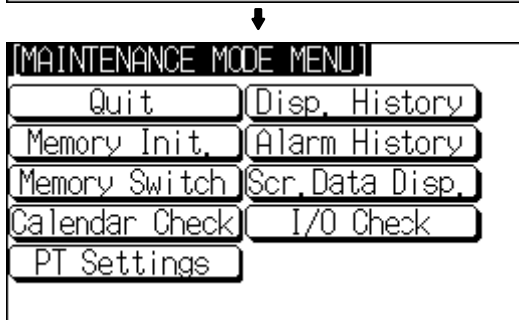 [MAINTENANCE MODE MENU]
Quit Disp. History
Memory Init. Alarm History
Memory Switch Scr.Data Disp.
Calendar Check I/O Check
PT Settings